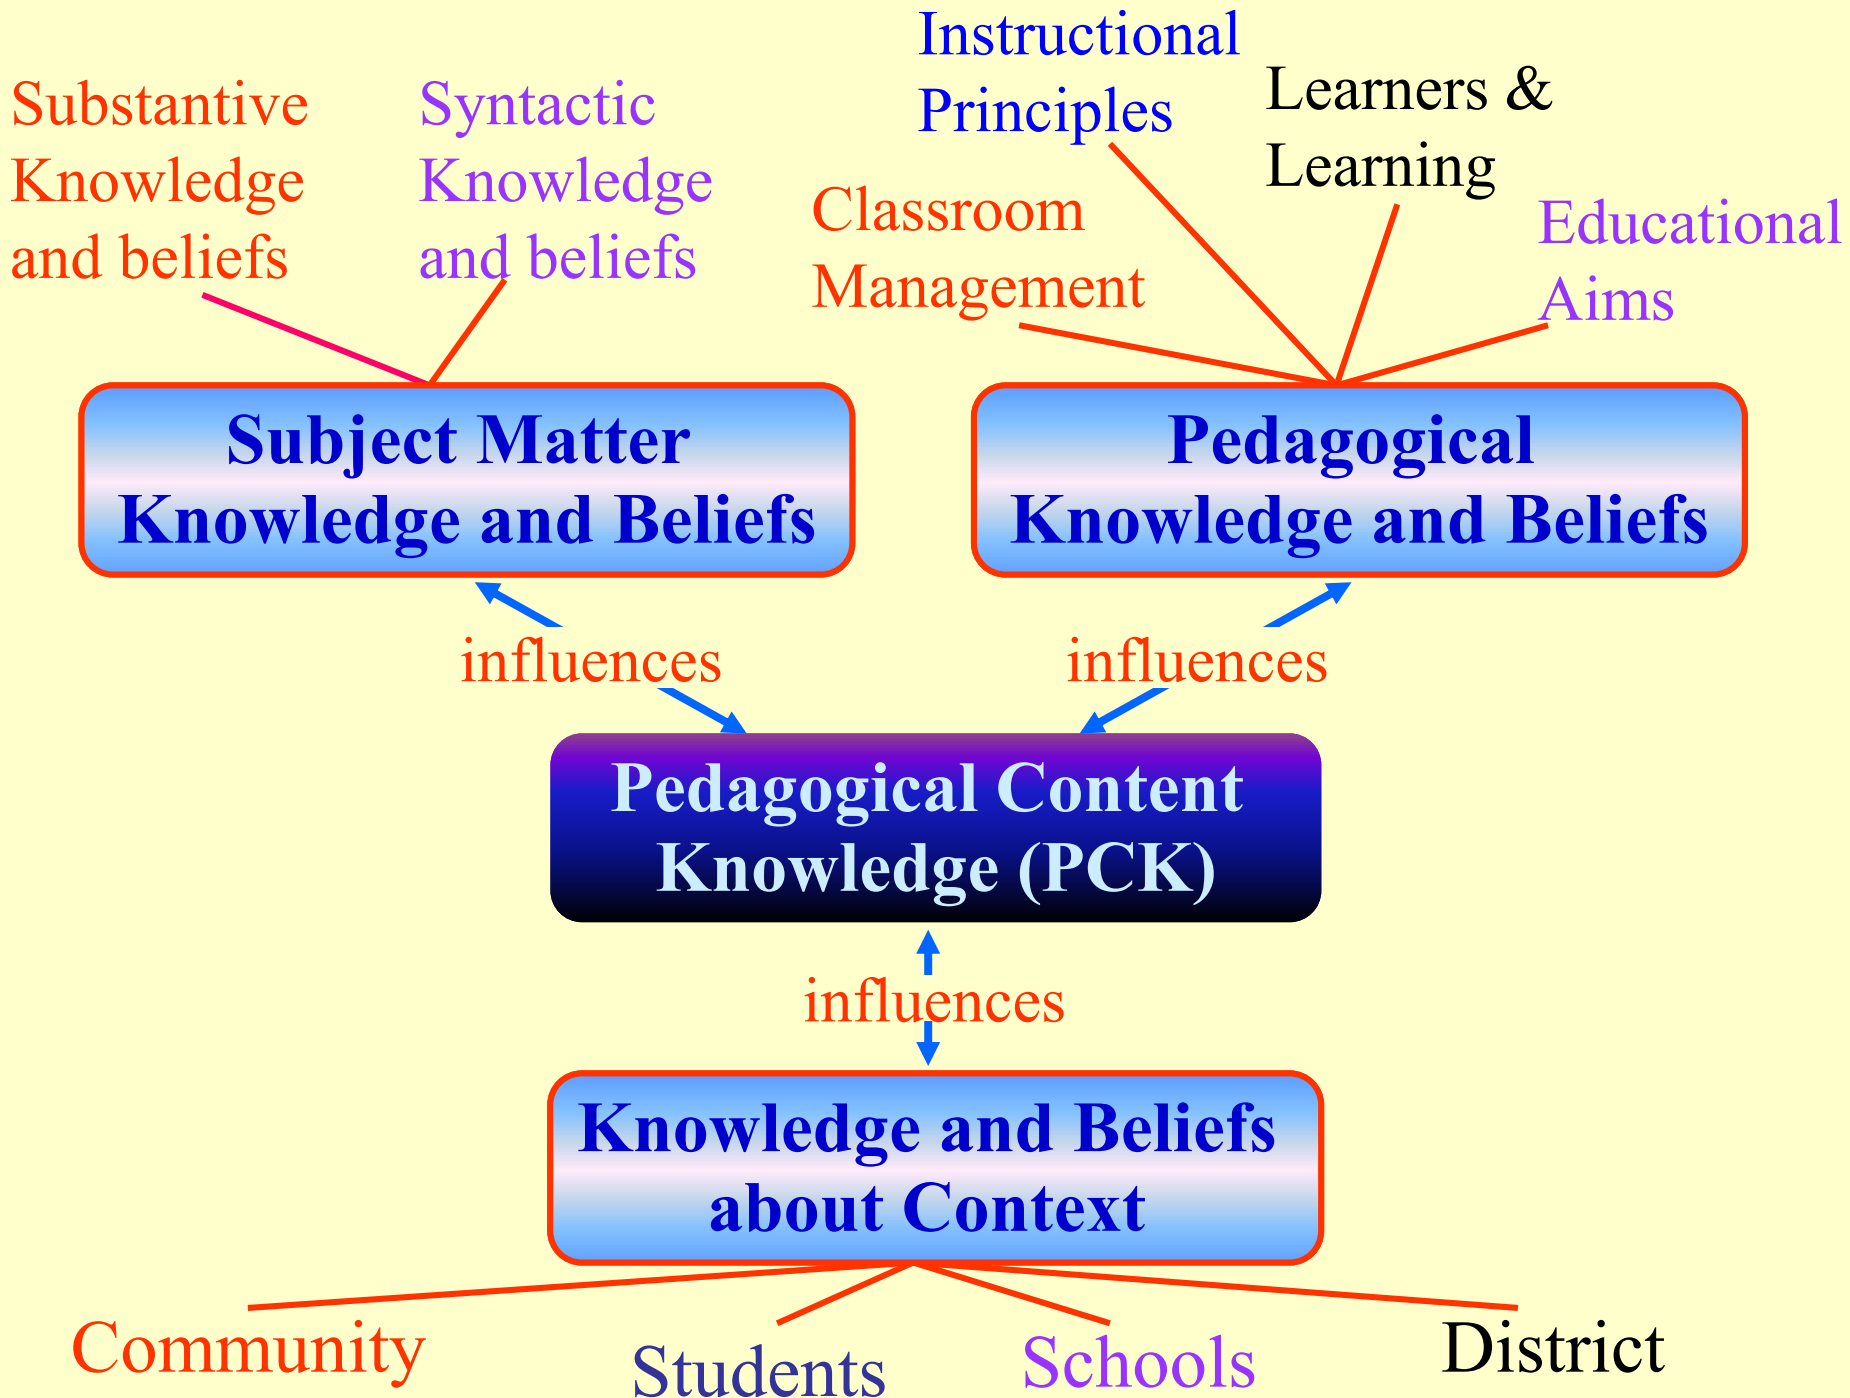 Substantive
Knowledge
and beliefs
Syntactic
Knowledge
and beliefs
Instructional
Principles
Learners &
Learning
Classroom
Management
Educational
Aims
Subject Matter
Knowledge and Beliefs
Pedagogical
Knowledge and Beliefs
influences
influences
Pedagogical Content
Knowledge (PCK)
influences
Knowledge and Beliefs
about Context
Community
Students
Schools
District